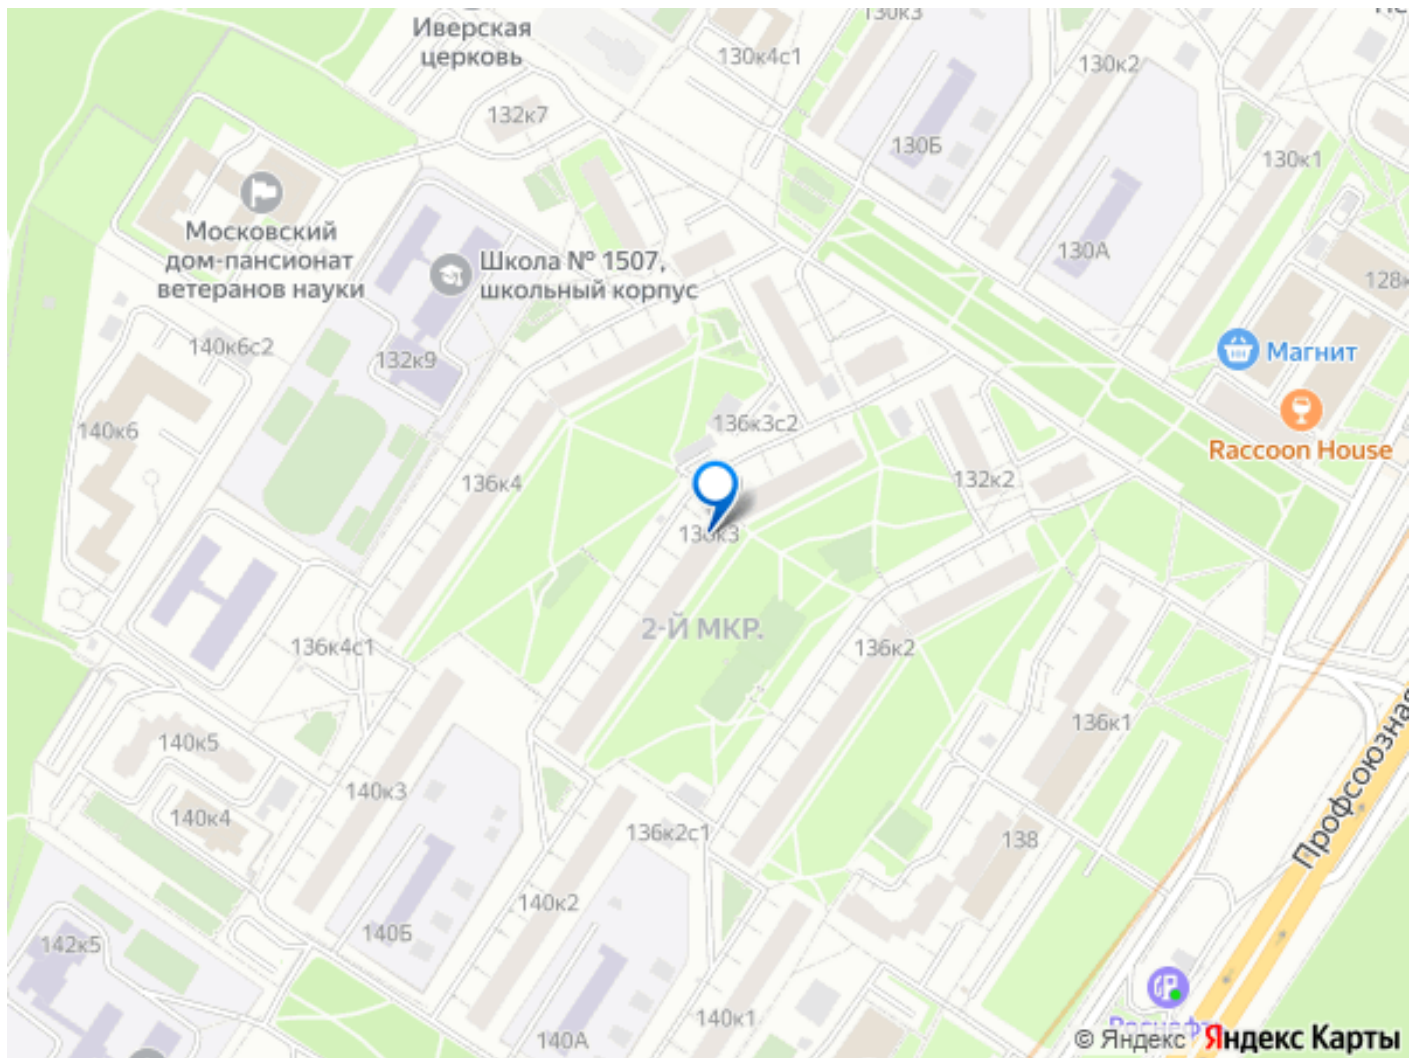 Иверская
церковь
130к3
130к4с1
130к2
132к7
130Б
130к1
Московский
дом-пансионат
ветеранов науки
Школа № 1507,
школьный корпус
130А
128к
140к6с2
132к9
Магнит
140к6
136к3с2
Raccoon House
136к4
132к2
136к3
2-Й МКР.
136к4с1
136к2
136к1
140к5
140к3
140к4
136к2с1
138
Профсоюзная
140к2
140Б
142к5
140к1
140А
© Яндекс
Яндекс Карты